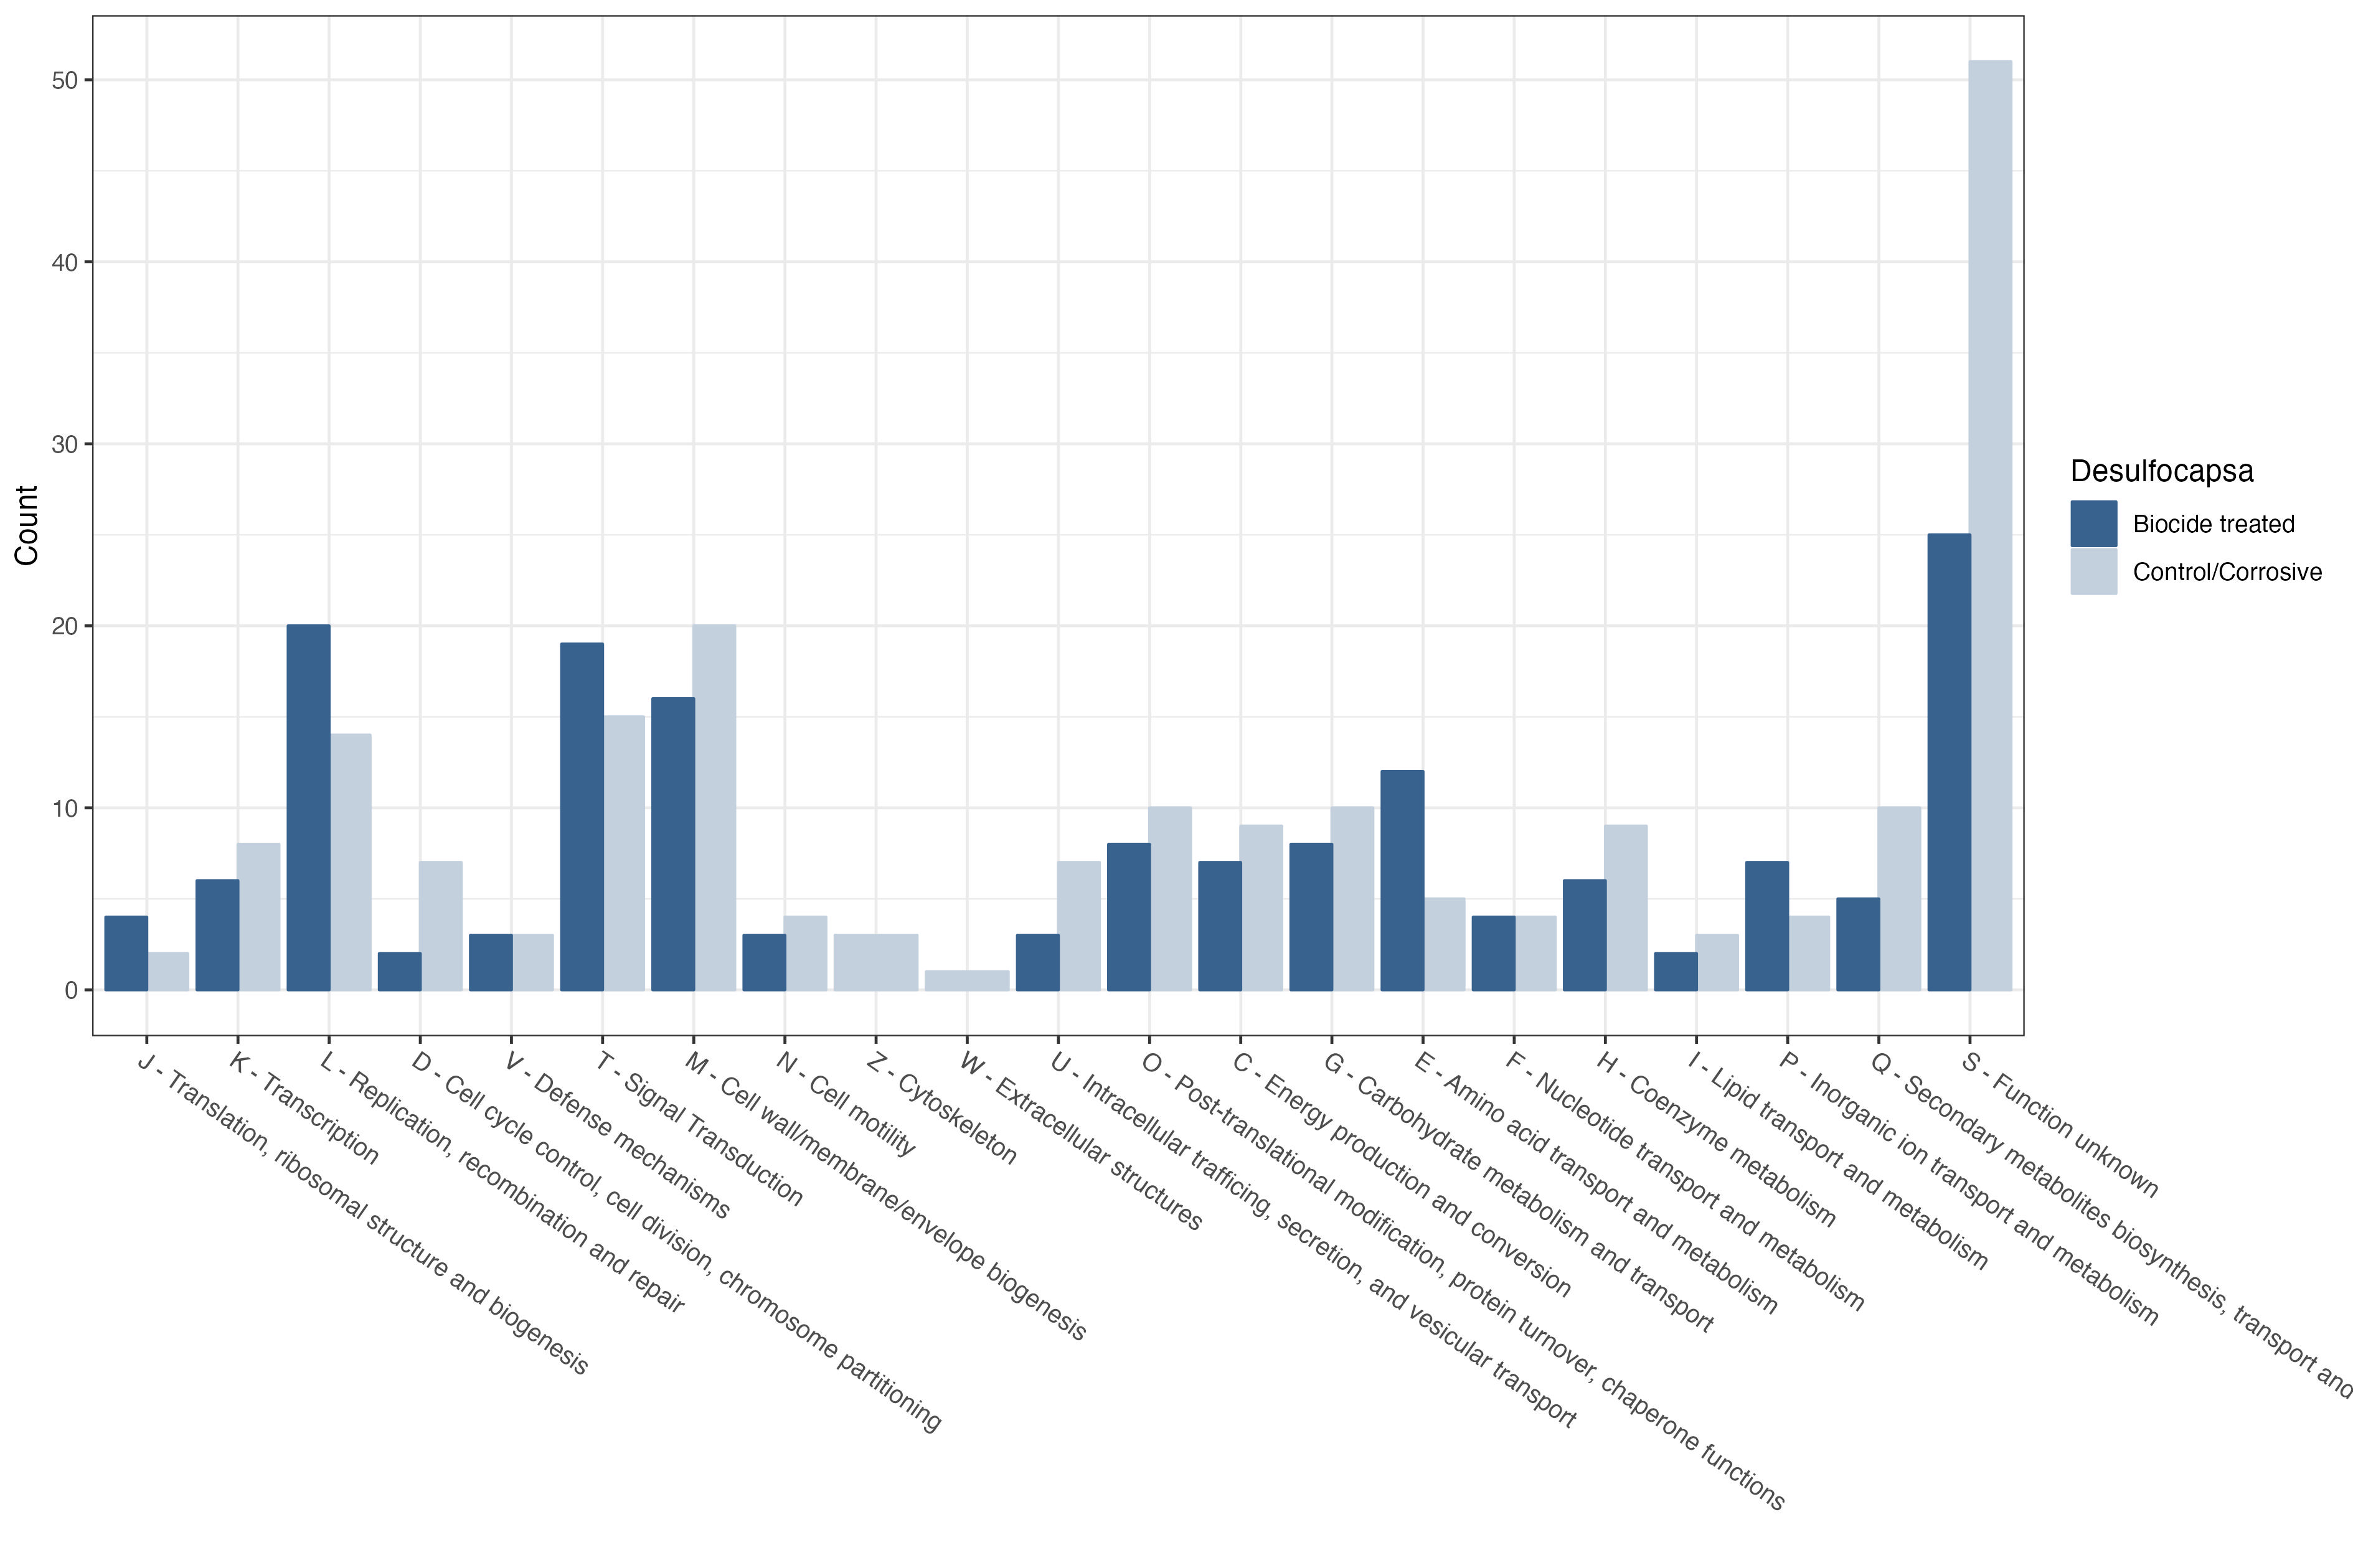 50
40
30
20
10
0
Count
J - Translation, ribosomal structure and biogenesis
K - Transcription
L - Replication, recombination and repair
D - Cell cycle control, cell division, chromosome partitioning
V - Defense mechanisms
T - Signal Transduction
M - Cell wall/membrane/envelope biogenesis
N - Cell motility
Z - Cytoskeleton
W - Extracellular structures
U - Intracellular trafficing, secretion, and vesicular transport
O - Post-translational modification, protein turnover, chaperone functions
C - Energy production and conversion
G - Carbohydrate metabolism and transport
E - Amino acid transport and metabolism
F - Nucleotide transport and metabolism
H - Coenzyme metabolism
I - Lipid transport and metabolism
P - Inorganic ion transport and metabolism
Q - Secondary metabolites biosynthesis, transport and
S - Function unknown
Desulfocapsa
Biocide treated
Control/Corrosive